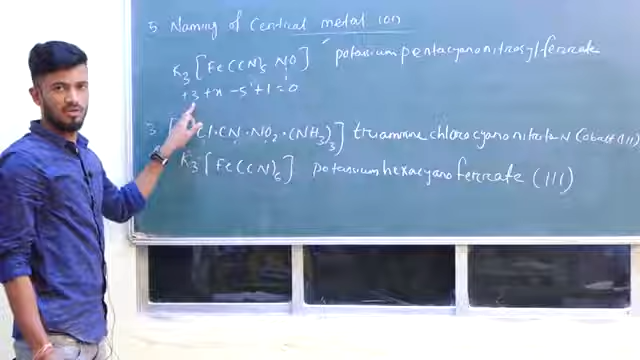 5 Naming of Central metal ion
K3[Fe(CN)5 NO] potassium pentacyanonitrosylferrate
+3 +x -5 +1 = 0
Cl·CN·NO2·(NH3)3] triammine chlorocyanonitrito N (cobalt (III)
K3[Fe(CN)6] potassium hexacyano ferrate (III)